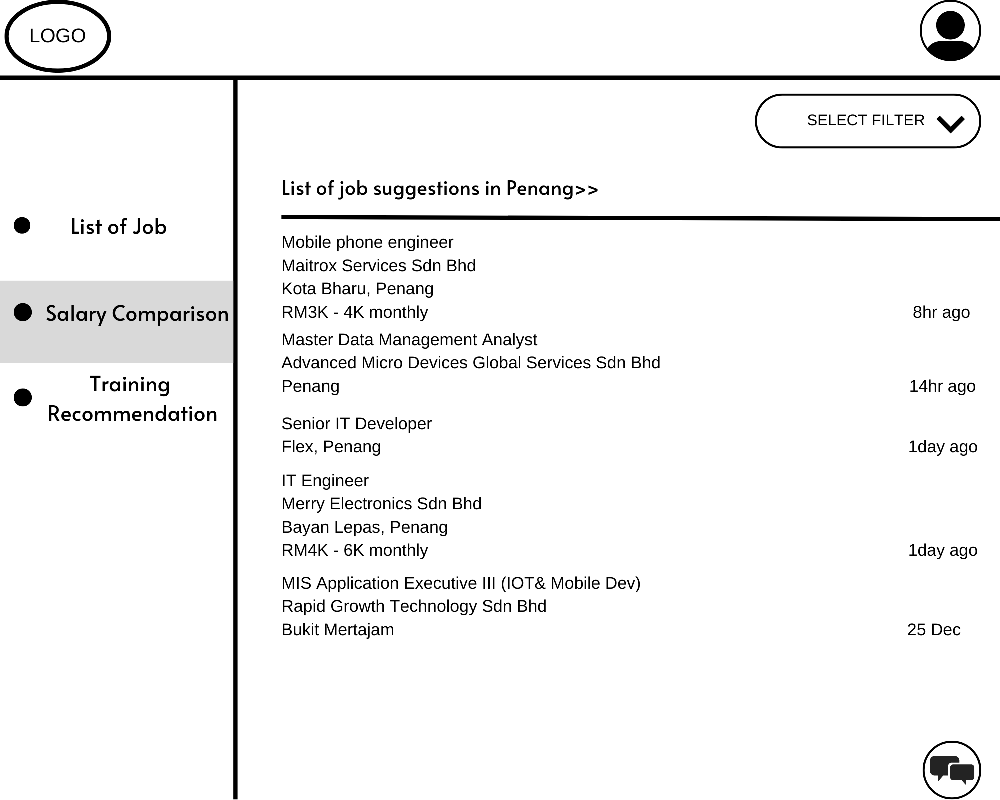 LOGO
SELECT FILTER
List of Job
Salary Comparison
Training
Recommendation
List of job suggestions in Penang>>
Mobile phone engineer
Maitrox Services Sdn Bhd
Kota Bharu, Penang
RM3K - 4K monthly
8hr ago
Master Data Management Analyst
Advanced Micro Devices Global Services Sdn Bhd
Penang
14hr ago
Senior IT Developer
Flex, Penang
1day ago
IT Engineer
Merry Electronics Sdn Bhd
Bayan Lepas, Penang
RM4K - 6K monthly
1day ago
MIS Application Executive III (IOT& Mobile Dev)
Rapid Growth Technology Sdn Bhd
Bukit Mertajam
25 Dec